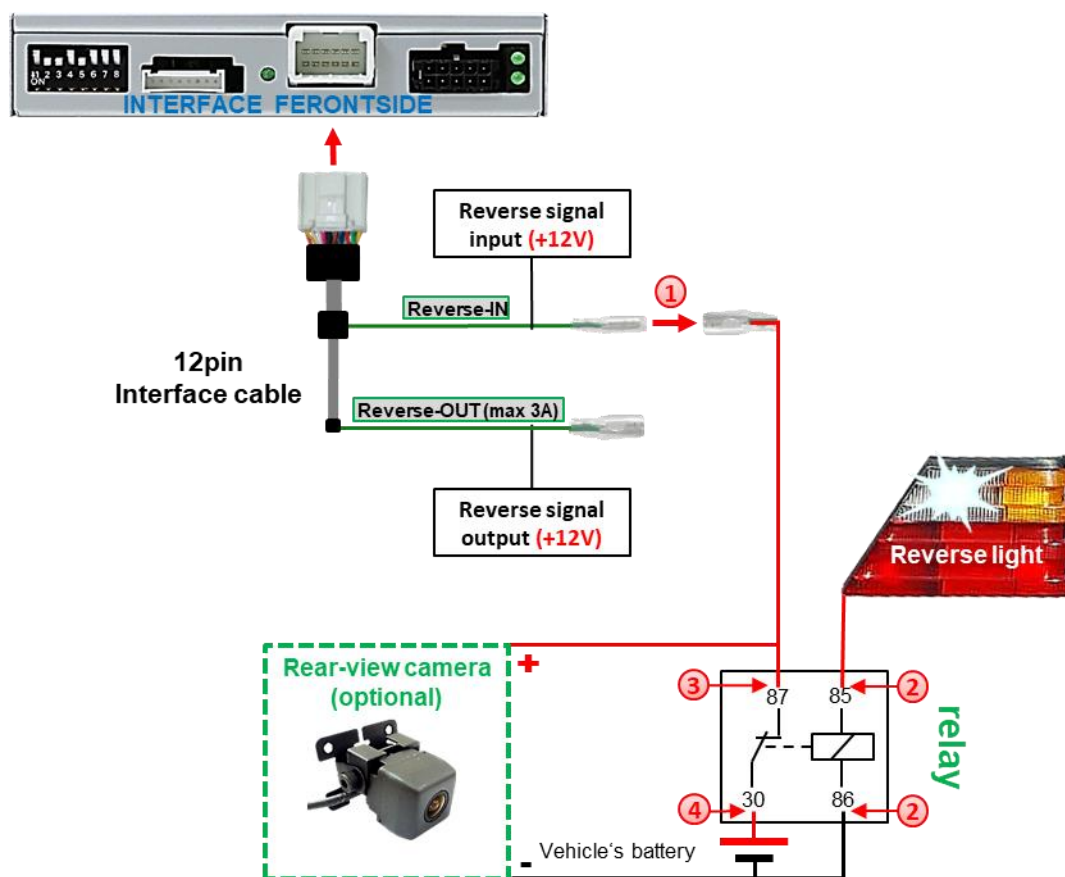 1 2 3 4 5 6 7 8
ON
INTERFACE FERONTSIDE
Reverse signal
input (+12V)
1
Reverse-IN
12pin
Interface cable
Reverse-OUT (max 3A)
Reverse signal
output (+12V)
Reverse light
Rear-view camera
(optional)
+
3
87
85
2
relay
4
30
86
2
- Vehicle‘s battery